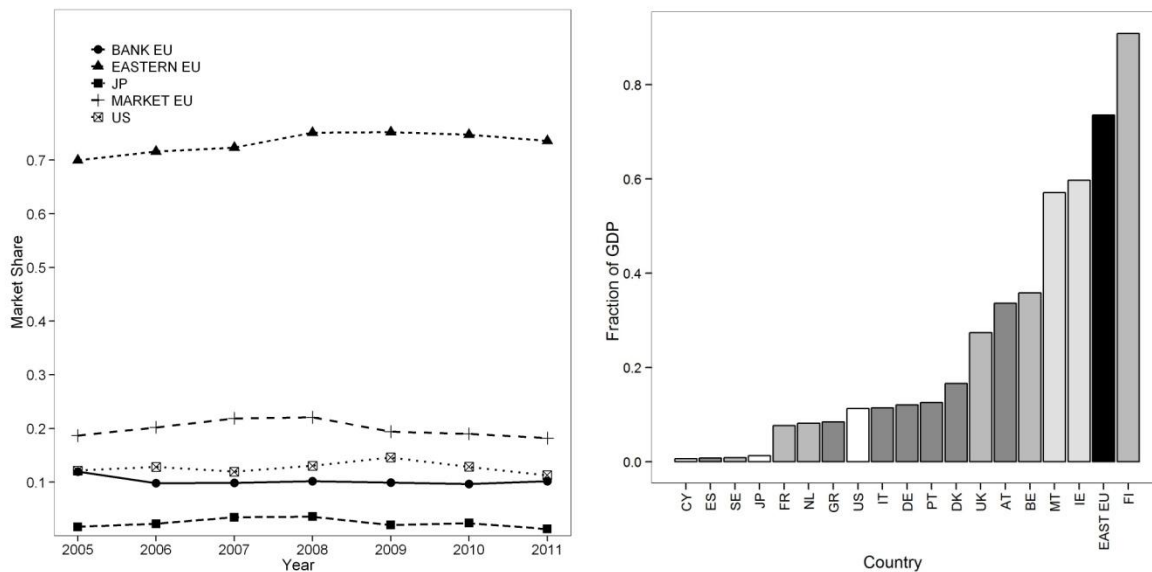 BANK EU
EASTERN EU
JP
MARKET EU
US
Market Share
0.7
0.6
0.5
0.4
0.3
0.2
0.1
2005 2006 2007 2008 2009 2010 2011
Year
Fraction of GDP
0.8
0.6
0.4
0.2
0.0
CY ES SE JP FR NL GR US IT DE PT DK UK AT BE MT IE EAST EU FI
Country